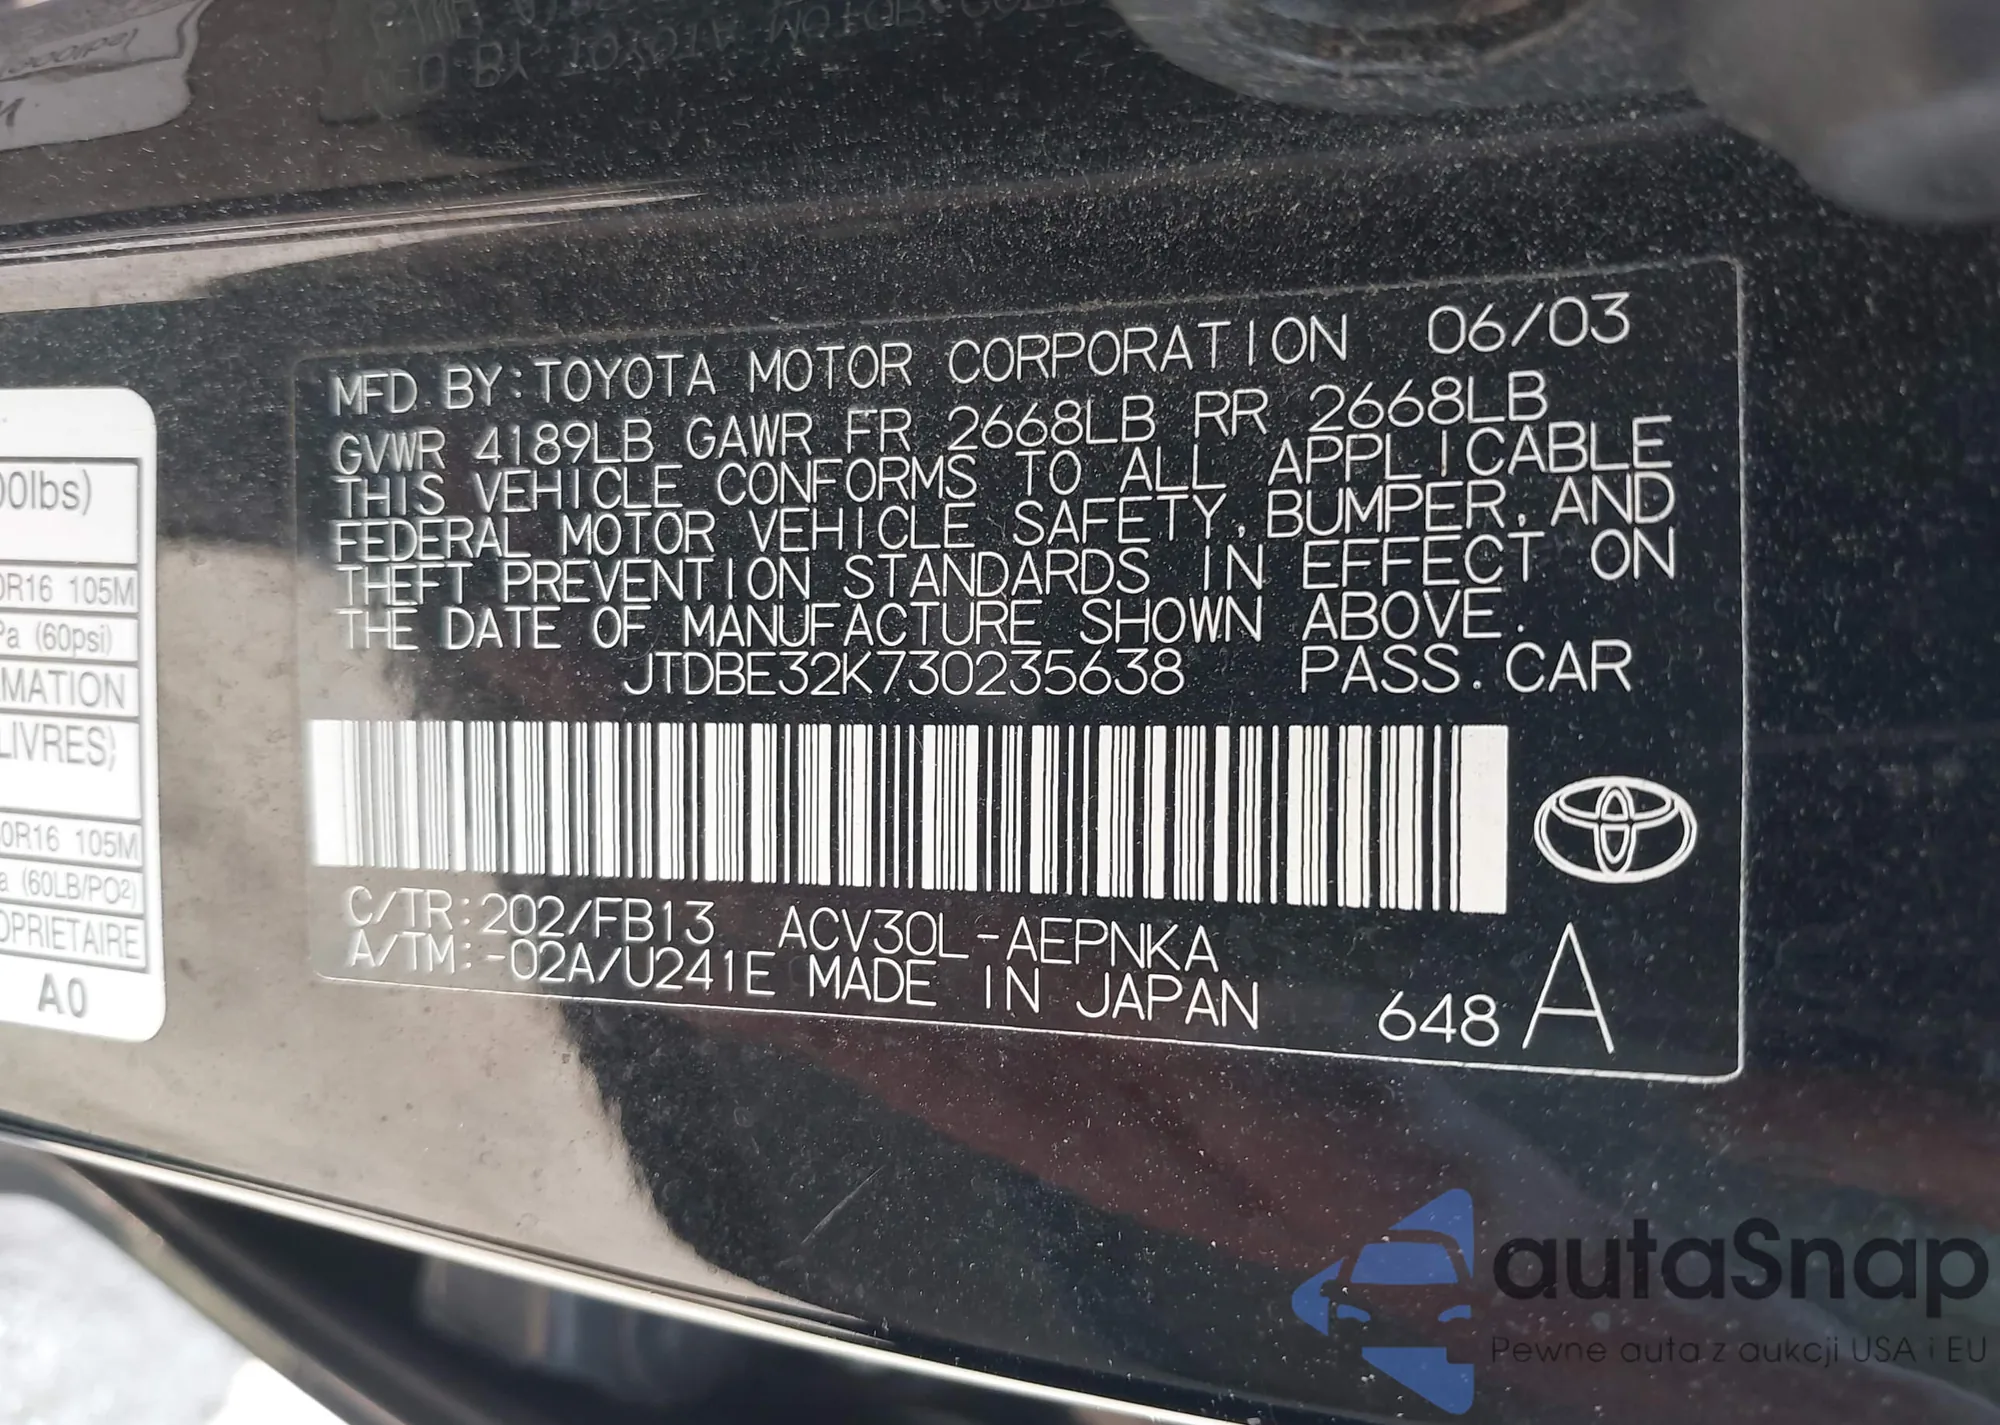 MFD. BY: TOYOTA MOTOR CORPORATION 06/03
GVWR 4189LB GAWR FR 2668LB RR 2668LB
THIS VEHICLE CONFORMS TO ALL APPLICABLE
FEDERAL MOTOR VEHICLE SAFETY, BUMPER, AND
THEFT PREVENTION STANDARDS IN EFFECT ON
THE DATE OF MANUFACTURE SHOWN ABOVE.
JTDBE32K730235638 PASS. CAR
C/TR: 202/FB13 ACV30L-AEPNKA
A/TM: -02A/U241E MADE IN JAPAN 648 A
00lbs)
0R16 105M
Pa (60psi)
MATION
LIVRES)
0R16 105M
a (60LB/PO²)
OPRIETAIRE
A0
autaSnap
Pewne auta z aukcji USA i EU